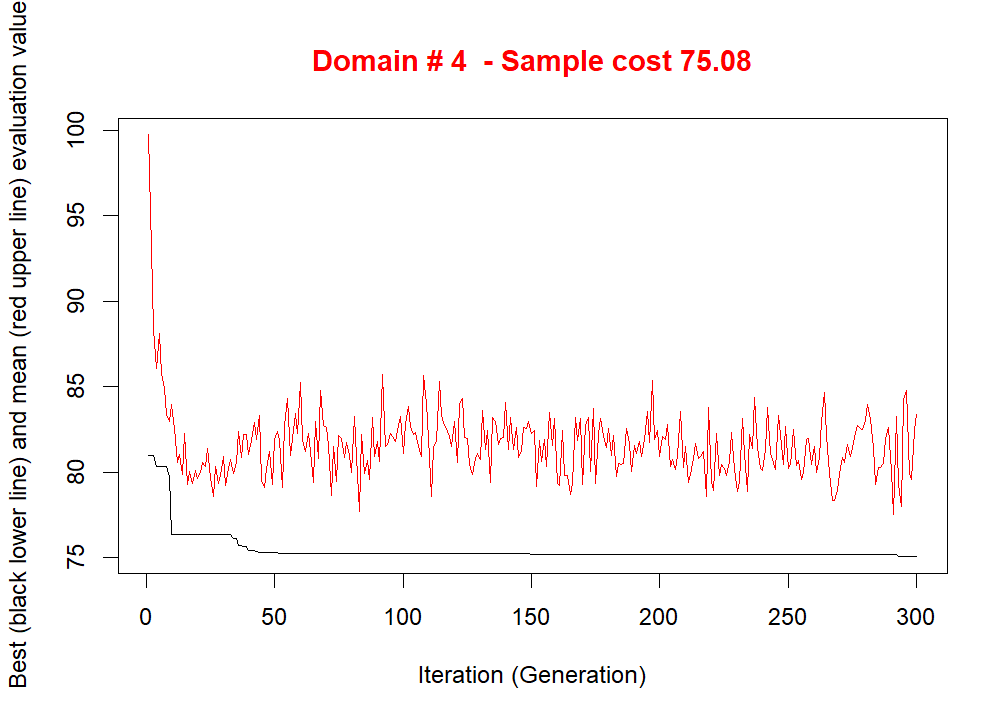 Domain # 4  - Sample cost 75.08
Best (black lower line) and mean (red upper line) evaluation value
100
95
90
85
80
75
0 50 100 150 200 250 300
Iteration (Generation)